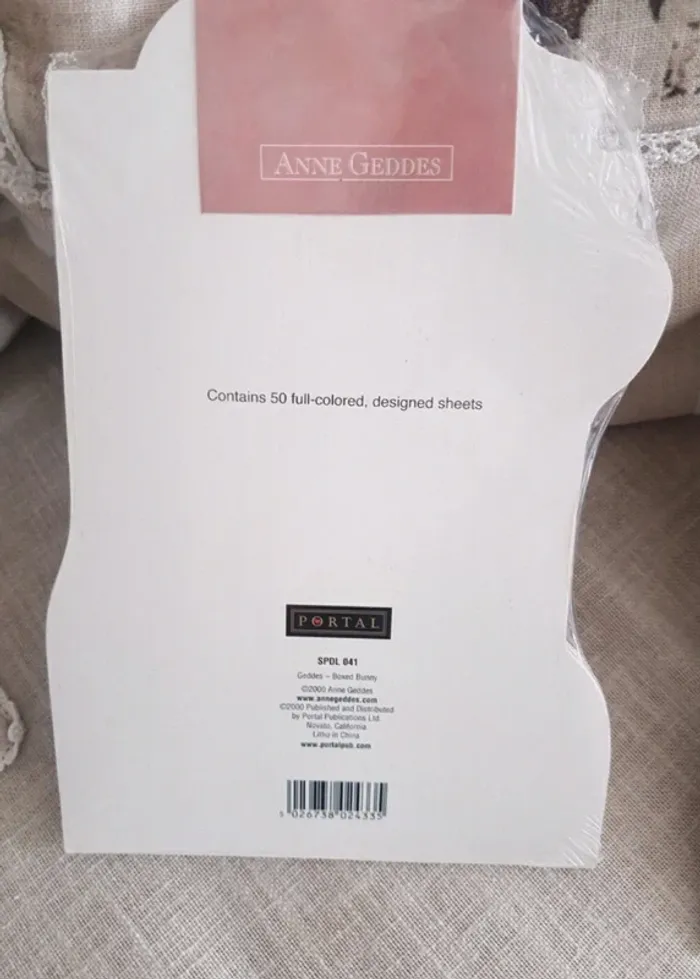 ANNE GEDDES
Contains 50 full-colored, designed sheets
PORTAL
SPDL 041
Geddes – Boxed Bunny
©2000 Anne Geddes
www.annegeddes.com
©2000 Published and Distributed
by Portal Publications Ltd.
Novato, California
Litho in China
www.portalpub.com
5 026738 024335